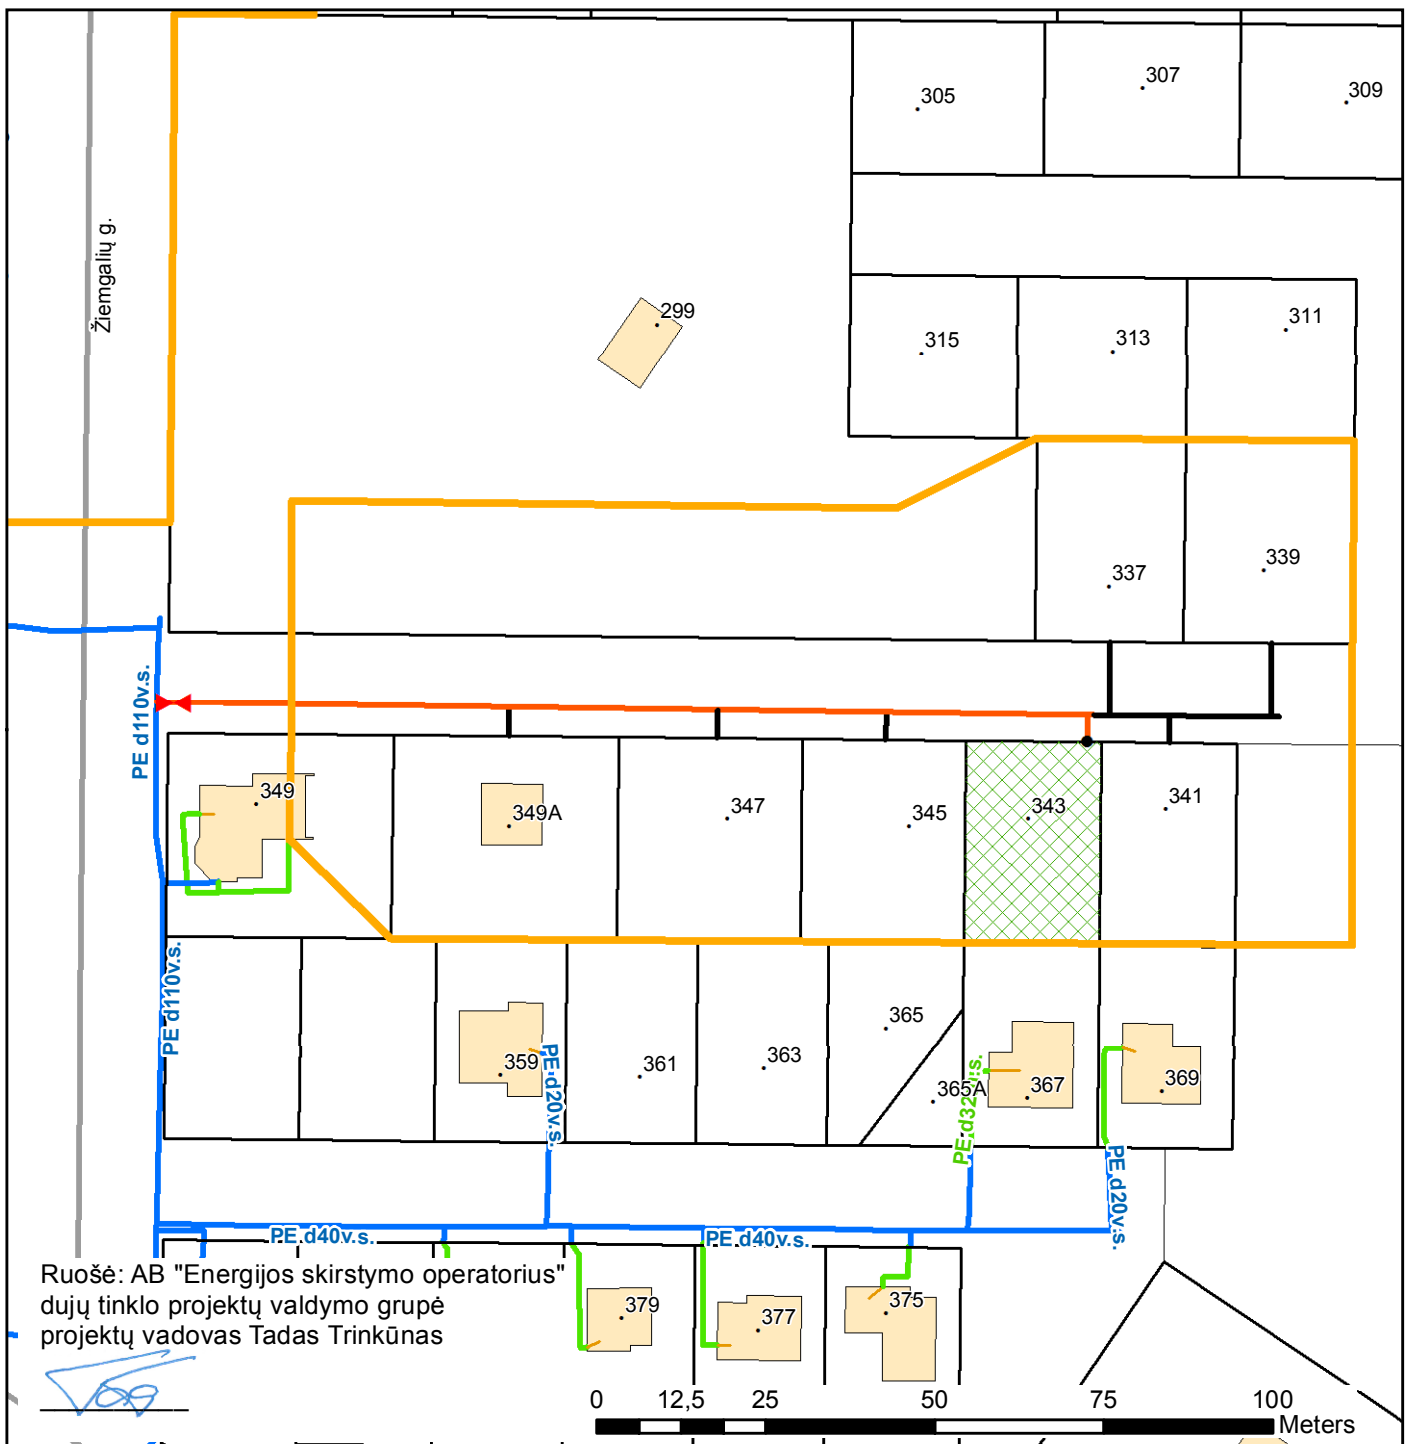 305
307
309
Žiemgalių g.
299
315
313
311
337
339
PE d110v.s.
349
349A
347
345
343
341
PE d110v.s.
359
PE d20v.s.
361
363
365
365A
PE d32v.s.
367
369
PE d20v.s.
PE d40v.s.
PE d40v.s.
379
377
375
Ruošė: AB "Energijos skirstymo operatorius"
dujų tinklo projektų valdymo grupė
projektų vadovas Tadas Trinkūnas
0 12,5 25 50 75 100
Meters